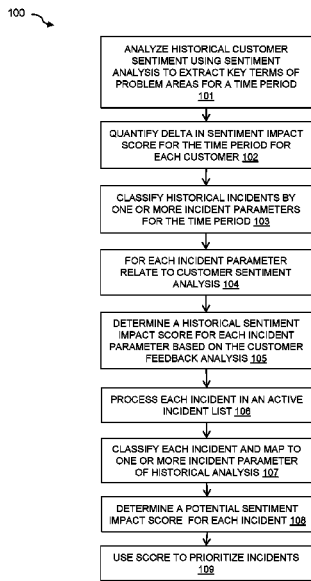 100
ANALYZE HISTORICAL CUSTOMER
SENTIMENT USING SENTIMENT
ANALYSIS TO EXTRACT KEY TERMS OF
PROBLEM AREAS FOR A TIME PERIOD
101
QUANTIFY DELTA IN SENTIMENT IMPACT
SCORE FOR THE TIME PERIOD FOR
EACH CUSTOMER 102
CLASSIFY HISTORICAL INCIDENTS BY
ONE OR MORE INCIDENT PARAMETERS
FOR THE TIME PERIOD 103
FOR EACH INCIDENT PARAMETER
RELATE TO CUSTOMER SENTIMENT
ANALYSIS 104
DETERMINE A HISTORICAL SENTIMENT
IMPACT SCORE FOR EACH INCIDENT
PARAMETER BASED ON THE CUSTOMER
FEEDBACK ANALYSIS 105
PROCESS EACH INCIDENT IN AN ACTIVE
INCIDENT LIST 106
CLASSIFY EACH INCIDENT AND MAP TO
ONE OR MORE INCIDENT PARAMETER
OF HISTORICAL ANALYSIS 107
DETERMINE A POTENTIAL SENTIMENT
IMPACT SCORE FOR EACH INCIDENT 108
USE SCORE TO PRIORITIZE INCIDENTS
109